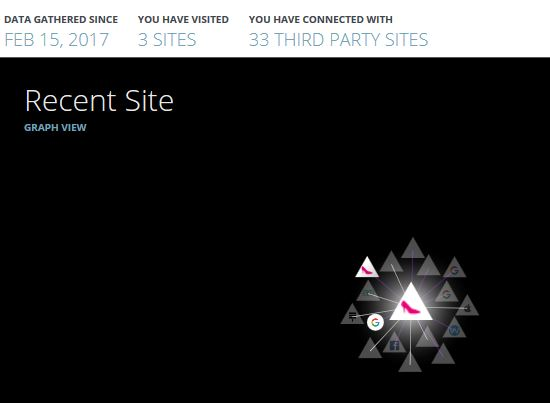 DATA GATHERED SINCE YOU HAVE VISITED YOU HAVE CONNECTED WITH
FEB 15, 2017 3 SITES 33 THIRD PARTY SITES
Recent Site
GRAPH VIEW